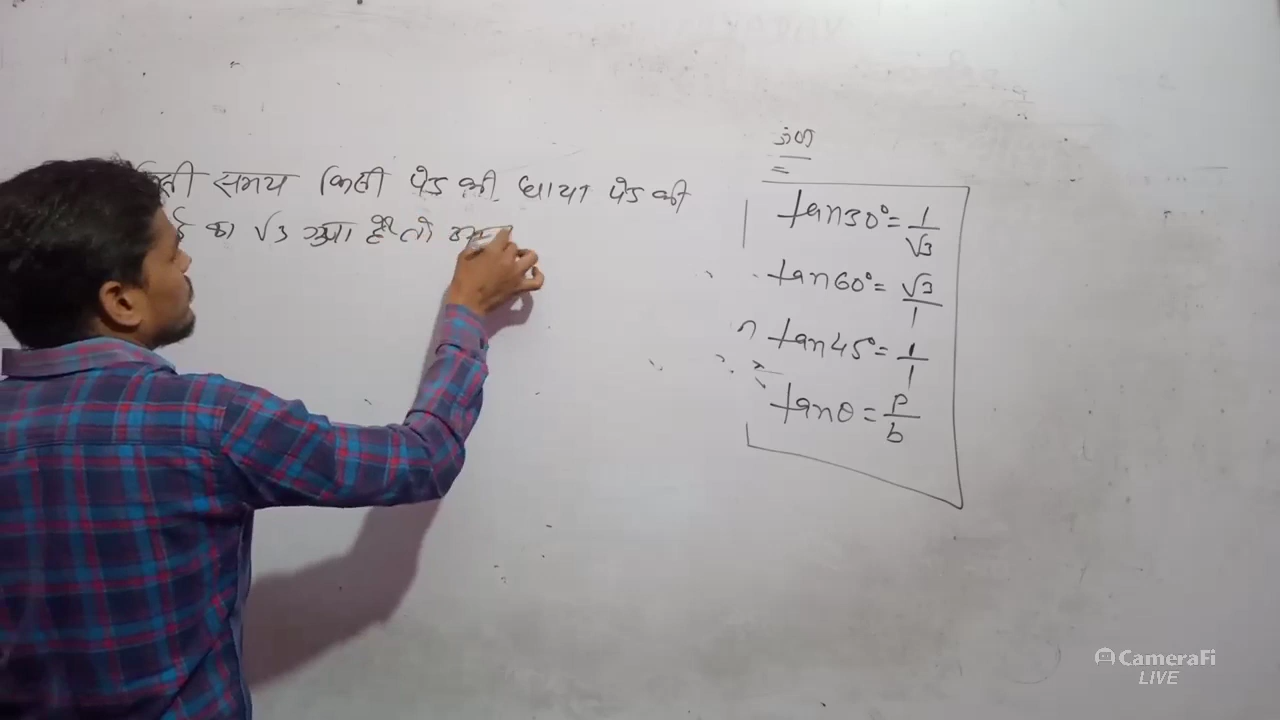 समय किसी पेड की छाया पेड की
का √3 गुणा है तो
tan30°=1/√3
tan60°=√3/1
tan45°=1/1
tanθ=P/b
CameraFi
LIVE